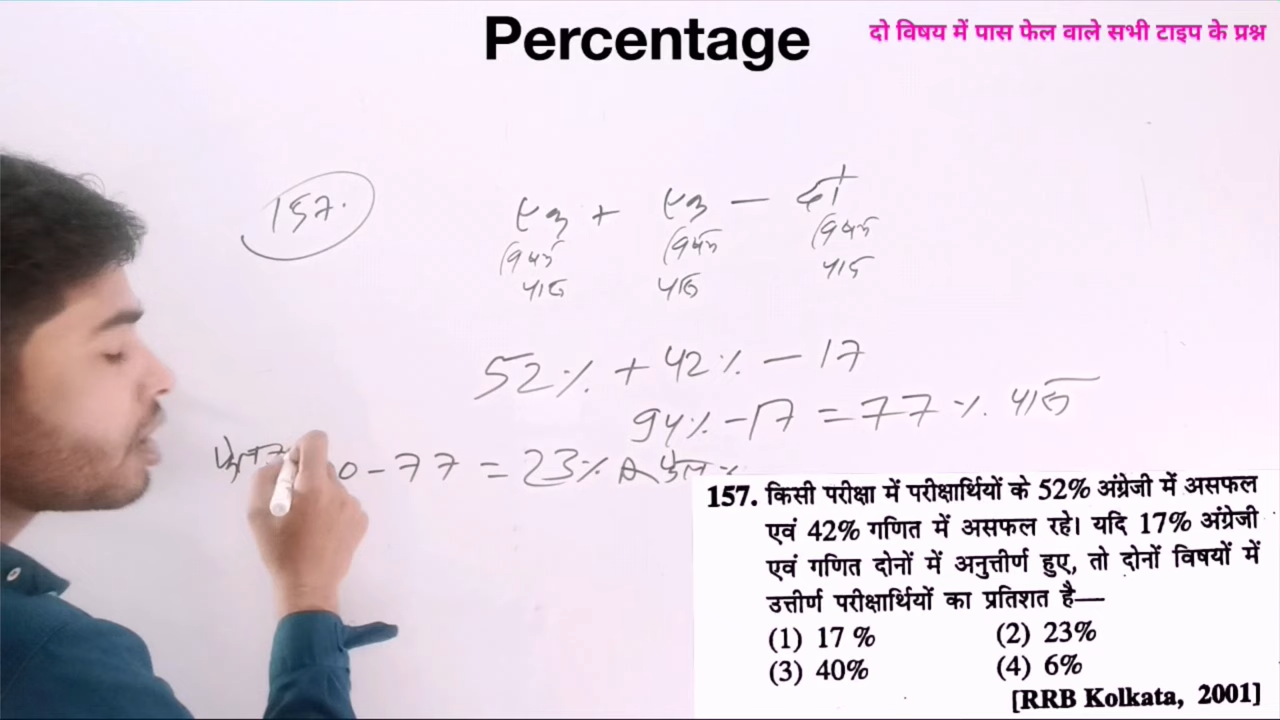 Percentage
दो विषय में पास फेल वाले सभी टाइप के प्रश्न
157.
एक + एक - दो
विषय विषय विषय
पास पास पास
52% + 42% - 17
94% - 17 = 77% पास
0 - 77 = 23% फेल %
157. किसी परीक्षा में परीक्षार्थियों के 52% अंग्रेजी में असफल
एवं 42% गणित में असफल रहे। यदि 17% अंग्रेजी
एवं गणित दोनों में अनुत्तीर्ण हुए, तो दोनों विषयों में
उत्तीर्ण परीक्षार्थियों का प्रतिशत है—
(1) 17 % (2) 23%
(3) 40% (4) 6%
[RRB Kolkata, 2001]